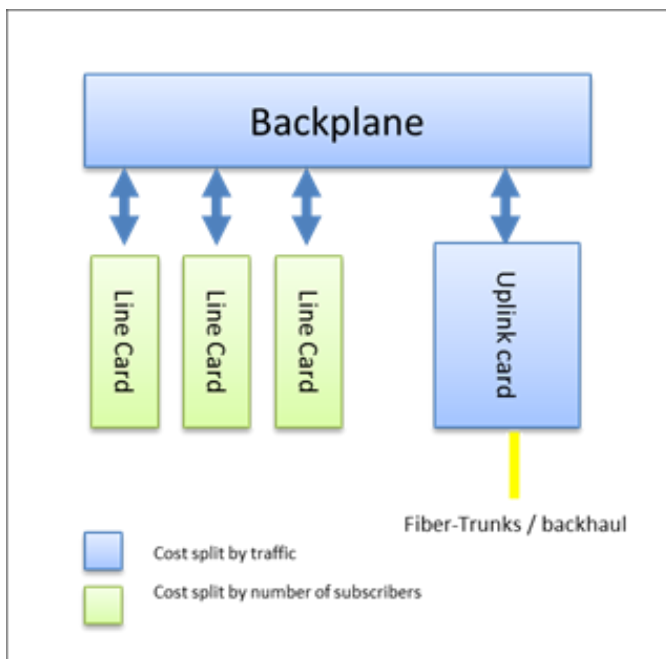 Backplane
Line Card
Line Card
Line Card
Uplink card
Fiber-Trunks / backhaul
Cost split by traffic
Cost split by number of subscribers